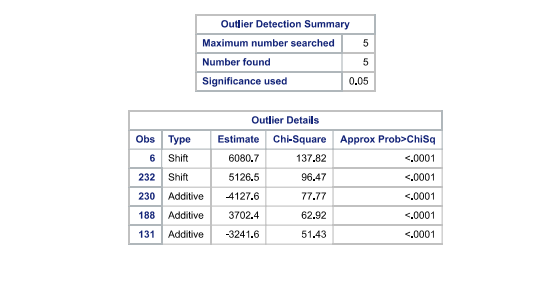 Outlier Detection Summary
Maximum number searched 5
Number found 5
Significance used 0.05
Outlier Details
Obs Type Estimate Chi-Square Approx Prob>ChiSq
6 Shift 6080.7 137.82 <.0001
232 Shift 5126.5 96.47 <.0001
230 Additive -4127.6 77.77 <.0001
188 Additive 3702.4 62.92 <.0001
131 Additive -3241.6 51.43 <.0001